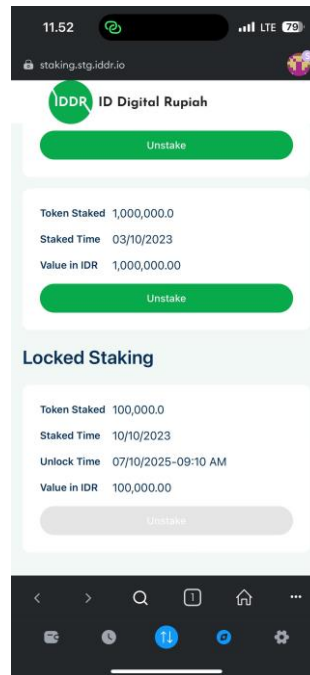 11.52 LTE 79
staking.stg.iddr.io
IDDR ID Digital Rupiah
Unstake
Token Staked 1,000,000.0
Staked Time 03/10/2023
Value in IDR 1,000,000.00
Unstake
Locked Staking
Token Staked 100,000.0
Staked Time 10/10/2023
Unlock Time 07/10/2025-09:10 AM
Value in IDR 100,000.00
Unstake
1